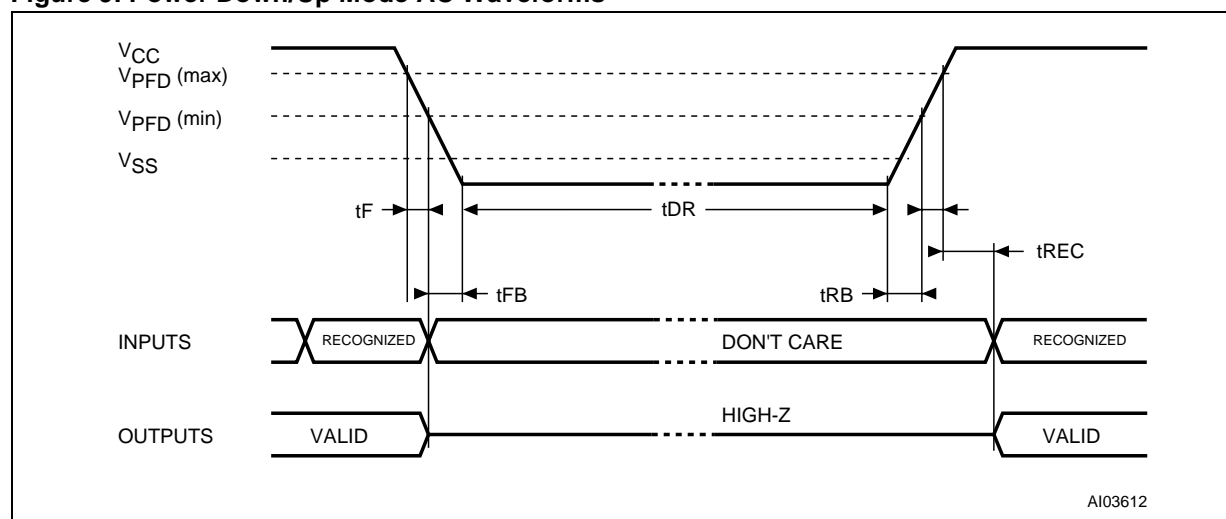 Figure 8. Power Down/Up Mode AC Waveforms
VCC
VPFD (max)
VPFD (min)
VSS
tF
tDR
tREC
tFB
tRB
INPUTS
RECOGNIZED
DON'T CARE
RECOGNIZED
HIGH-Z
OUTPUTS
VALID
VALID
AI03612